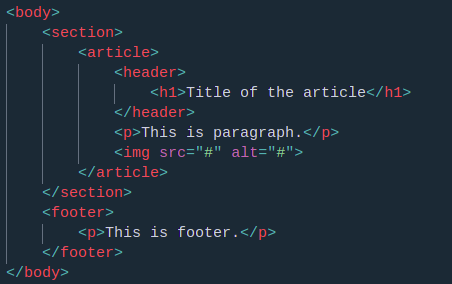 <body>
    <section>
        <article>
            <header>
                <h1>Title of the article</h1>
            </header>
            <p>This is paragraph.</p>
            <img src="#" alt="#">
        </article>
    </section>
    <footer>
        <p>This is footer.</p>
    </footer>
</body>